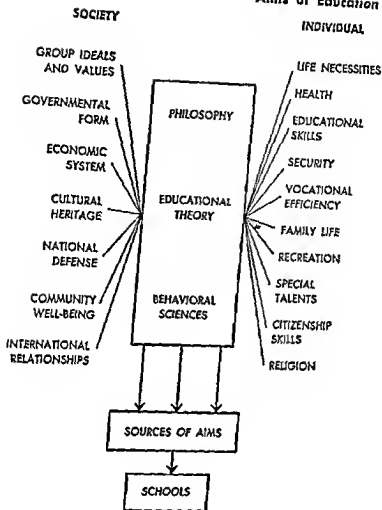 Aims of Education
SOCIETY
INDIVIDUAL
GROUP IDEALS
AND VALUES
GOVERNMENTAL
FORM
ECONOMIC
SYSTEM
CULTURAL
HERITAGE
NATIONAL
DEFENSE
COMMUNITY
WELL-BEING
INTERNATIONAL
RELATIONSHIPS
PHILOSOPHY
EDUCATIONAL
THEORY
BEHAVIORAL
SCIENCES
LIFE NECESSITIES
HEALTH
EDUCATIONAL
SKILLS
SECURITY
VOCATIONAL
EFFICIENCY
FAMILY LIFE
RECREATION
SPECIAL
TALENTS
CITIZENSHIP
SKILLS
RELIGION
SOURCES OF AIMS
SCHOOLS